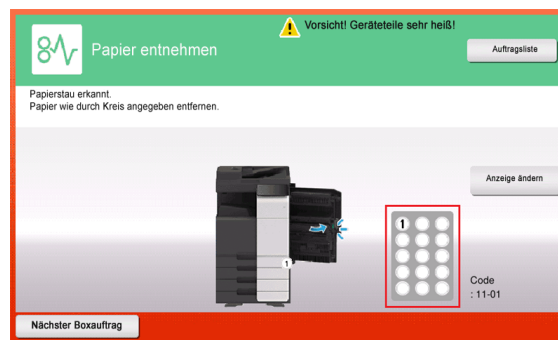 Vorsicht! Geräteteile sehr heiß!
Papier entnehmen
Auftragsliste
Papierstau erkannt.
Papier wie durch Kreis angegeben entfernen.
Anzeige ändern
1
1
Code
: 11-01
Nächster Boxauftrag